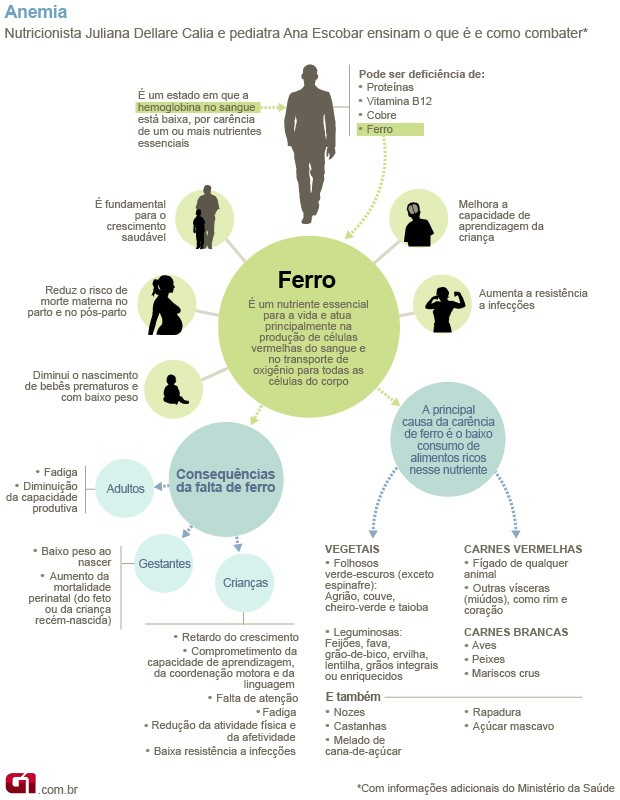 Anemia
Nutricionista Juliana Dellare Calia e pediatra Ana Escobar ensinam o que é e como combater*
É um estado em que a
hemoglobina no sangue
está baixa, por carência
de um ou mais nutrientes
essenciais
Pode ser deficiência de:
• Proteínas
• Vitamina B12
• Cobre
• Ferro
É fundamental
para o
crescimento
saudável
Melhora a
capacidade de
aprendizagem da
criança
Reduz o risco de
morte materna no
parto e no pós-parto
Aumenta a resistência
a infecções
Diminui o nascimento
de bebês prematuros e
com baixo peso
Ferro
É um nutriente essencial
para a vida e atua
principalmente na
produção de células
vermelhas do sangue e
no transporte de
oxigênio para todas as
células do corpo
A principal
causa da carência
de ferro é o baixo
consumo de
alimentos ricos
nesse nutriente
Consequências
da falta de ferro
Adultos
• Fadiga
• Diminuição
da capacidade
produtiva
Gestantes
• Baixo peso ao
nascer
• Aumento da
mortalidade
perinatal (do feto
ou da criança
recém-nascida)
Crianças
• Retardo do crescimento
• Comprometimento da
capacidade de aprendizagem,
da coordenação motora e da
linguagem
• Falta de atenção
• Fadiga
• Redução da atividade física e
da afetividade
• Baixa resistência a infecções
VEGETAIS
• Folhosos
verde-escuros (exceto
espinafre):
Agrião, couve,
cheiro-verde e taioba
• Leguminosas:
Feijões, fava,
grão-de-bico, ervilha,
lentilha, grãos integrais
ou enriquecidos
CARNES VERMELHAS
• Fígado de qualquer
animal
• Outras vísceras
(miúdos), como rim e
coração
CARNES BRANCAS
• Aves
• Peixes
• Mariscos crus
E também
• Nozes
• Castanhas
• Melado de
cana-de-açúcar
• Rapadura
• Açúcar mascavo
G1.com.br
*Com informações adicionais do Ministério da Saúde